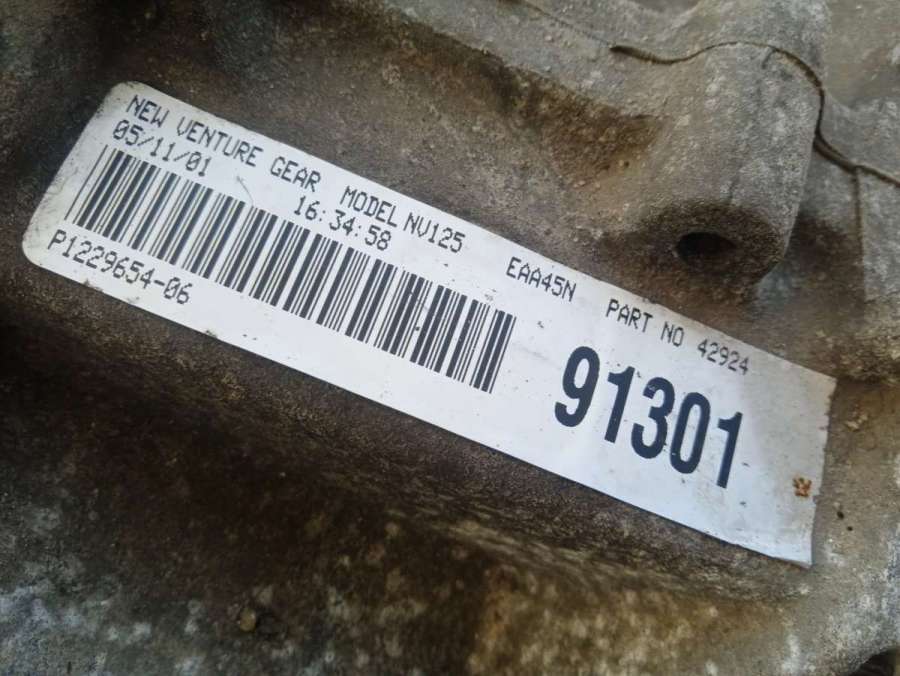 NEW VENTURE GEAR MODEL NV125 EAA45N PART NO 42924
05/11/01 16:34:58
P1229654-06
91301